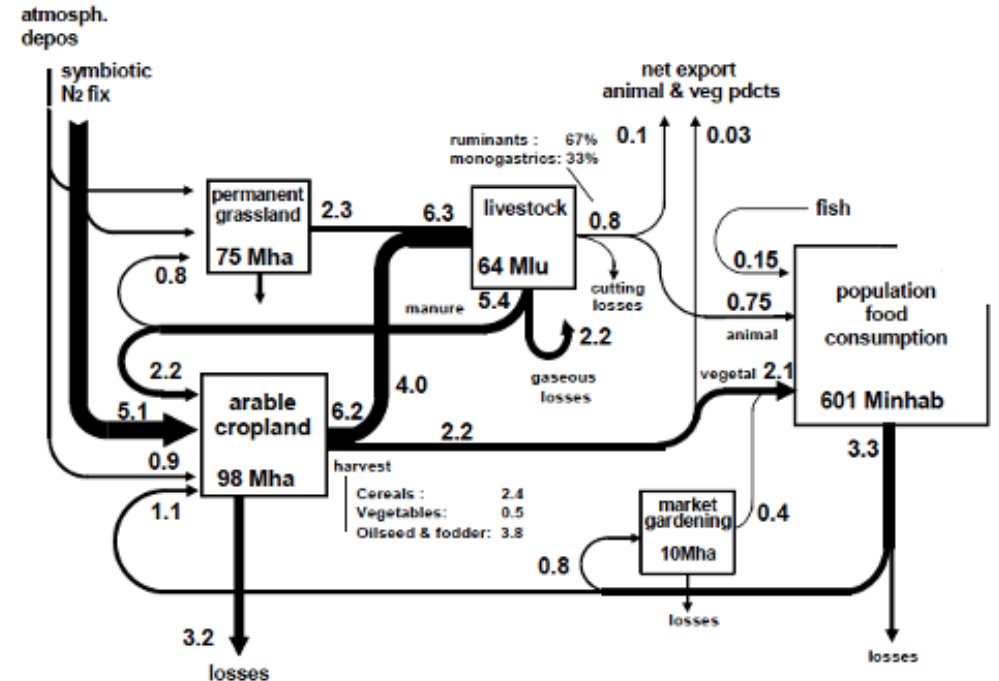 atmosph.
depos
symbiotic
N₂ fix
net export
animal & veg pdcts
ruminants : 67%
monogastrics: 33%
0.1
0.03
permanent
grassland
75 Mha
2.3
6.3
livestock
64 Mlu
0.8
fish
0.15
0.8
cutting
losses
population
food
consumption
601 Minhab
manure
5.4
0.75
animal
2.2
gaseous
losses
2.2
4.0
vegetal 2.1
5.1
arable
cropland
98 Mha
6.2
2.2
3.3
0.9
1.1
harvest
Cereals : 2.4
Vegetables: 0.5
Oilseed & fodder: 3.8
market
gardening
10Mha
0.4
0.8
losses
3.2
losses
losses